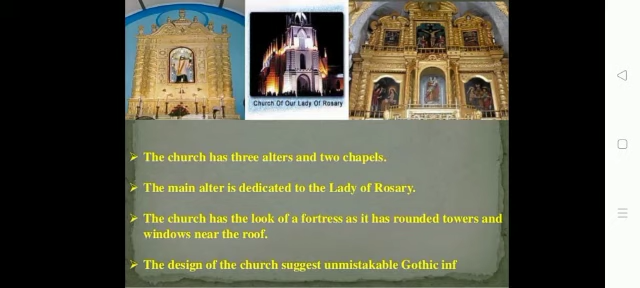 Church Of Our Lady Of Rosary
➢ The church has three alters and two chapels.
➢ The main alter is dedicated to the Lady of Rosary.
➢ The church has the look of a fortress as it has rounded towers and
windows near the roof.
➢ The design of the church suggest unmistakable Gothic inf